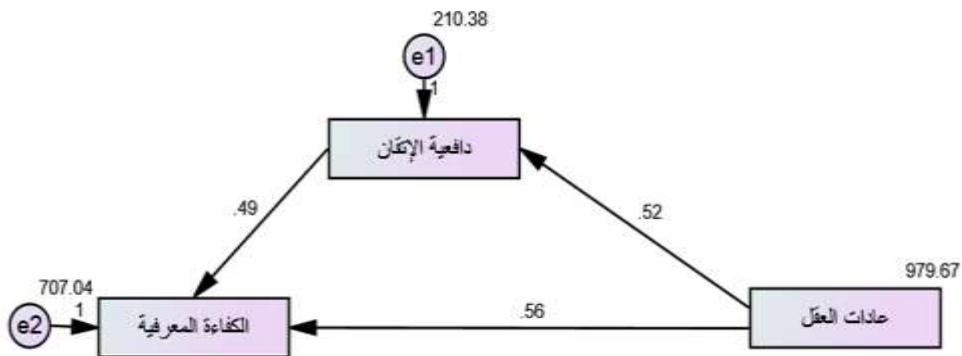 210.38
e1
1
دافعية الإتقان
.49
.52
979.67
707.04
1
e2
الكفاءة المعرفية
.56
عادات العقل